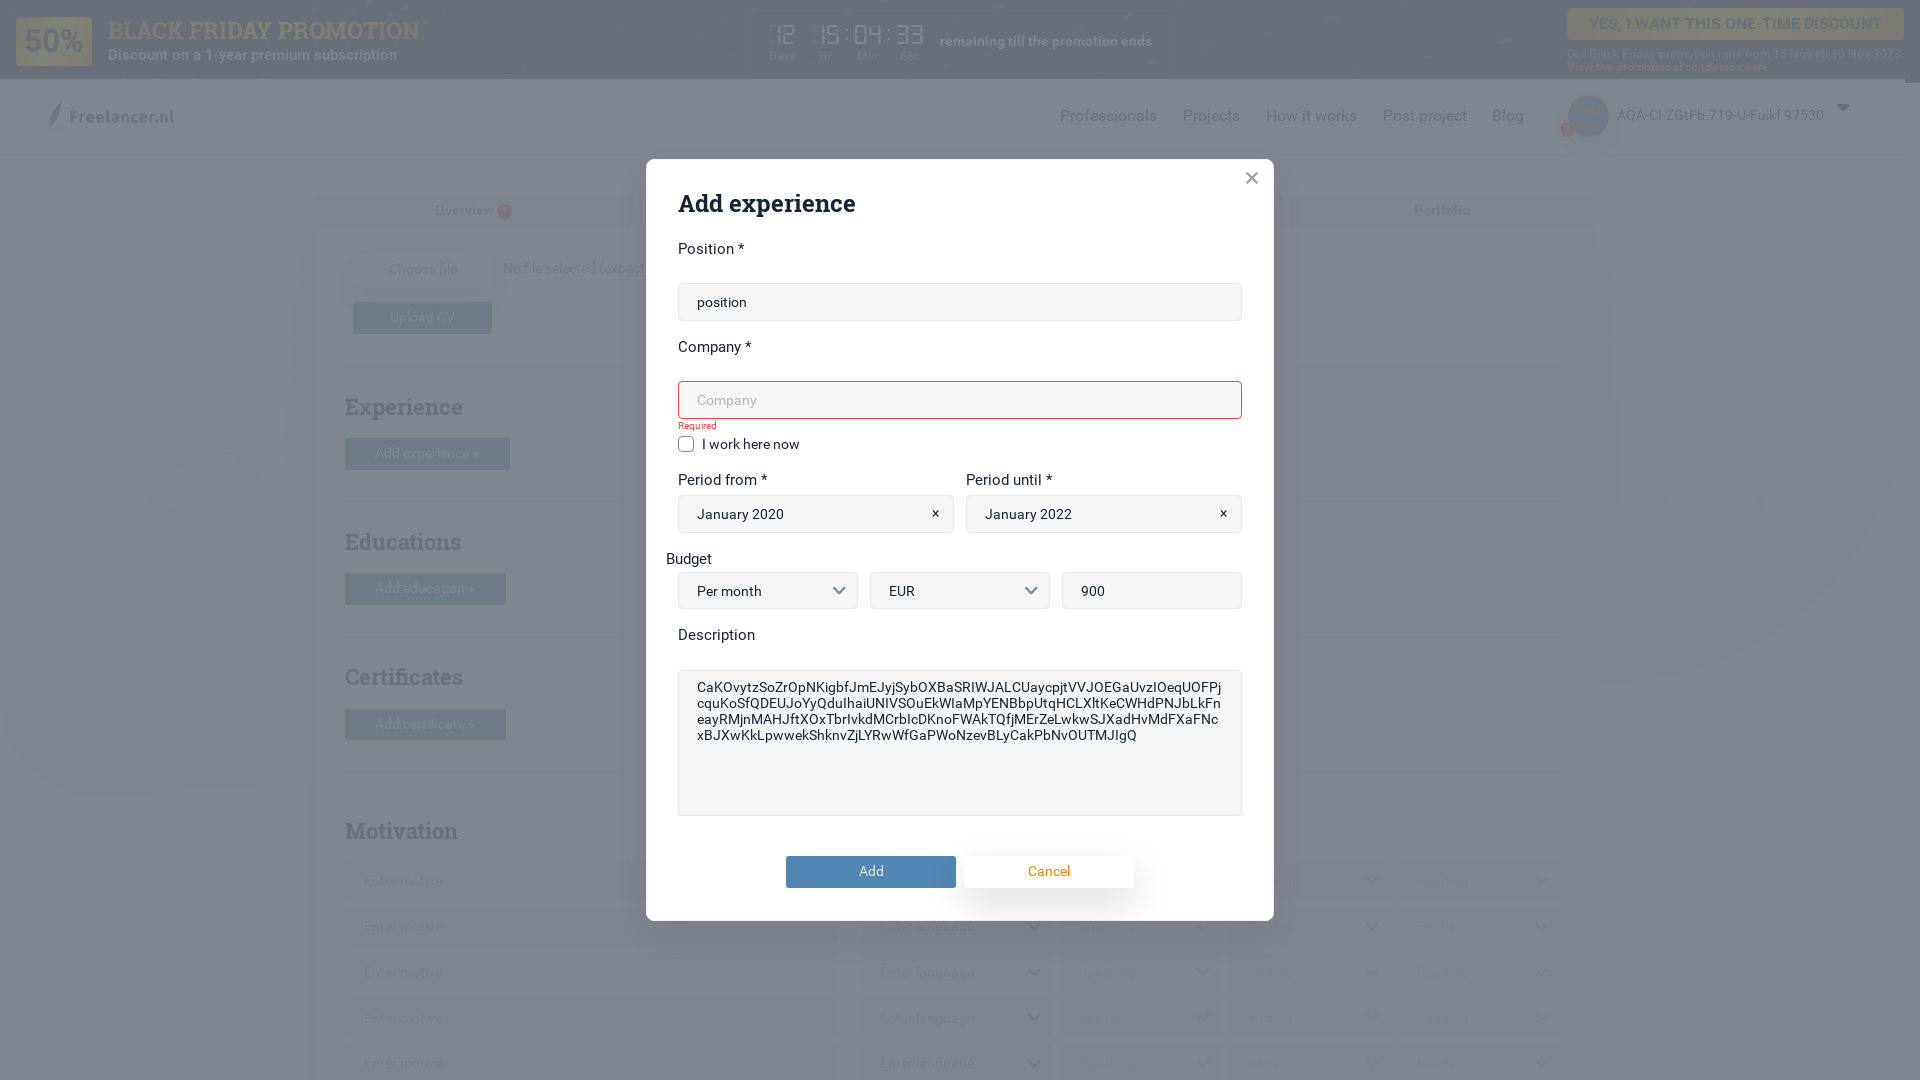 50%
BLACK FRIDAY PROMOTION
Discount on a 1-year premium subscription
12 15:04:33
Days Hr Min Sec
remaining till the promotion ends
YES, I WANT THIS ONE-TIME DISCOUNT
Our Black Friday promotion runs from 15 Nov till 30 Nov 2023.
View the promotional conditions here
Freelancer.nl
Professionals Projects How it works Post project Blog
AQA-CI-ZGtFb-719-U-Fuikf 97530
Overview
Portfolio
Choose file
No file selected (expect
Upload CV
Experience
Add experience +
Educations
Add education +
Certificates
Add certificate +
Motivation
Enter motive
Enter motive
Enter language
Enter motive
Enter language
Enter motive
Enter language
Enter motive
Enter language
Add experience
Position *
position
Company *
Company
Required
I work here now
Period from * Period until *
January 2020 × January 2022 ×
Budget
Per month EUR 900
Description
CaKOvytzSoZrOpNKigbfJmEJyjSybOXBaSRIWJALCUaycpjtVVJOEGaUvzIOeqUOFPj
cquKoSfQDEUJoYyQduIhaiUNIVSOuEkWIaMpYENBbpUtqHCLXltKeCWHdPNJbLkFn
eayRMjnMAHJftXOxTbrIvkdMCrbIcDKnoFWAkTQfjMErZeLwkwSJXadHvMdFXaFNc
xBJXwKkLpwwekShknvZjLYRwWfGaPWoNzevBLyCakPbNvOUTMJIgQ
Add Cancel